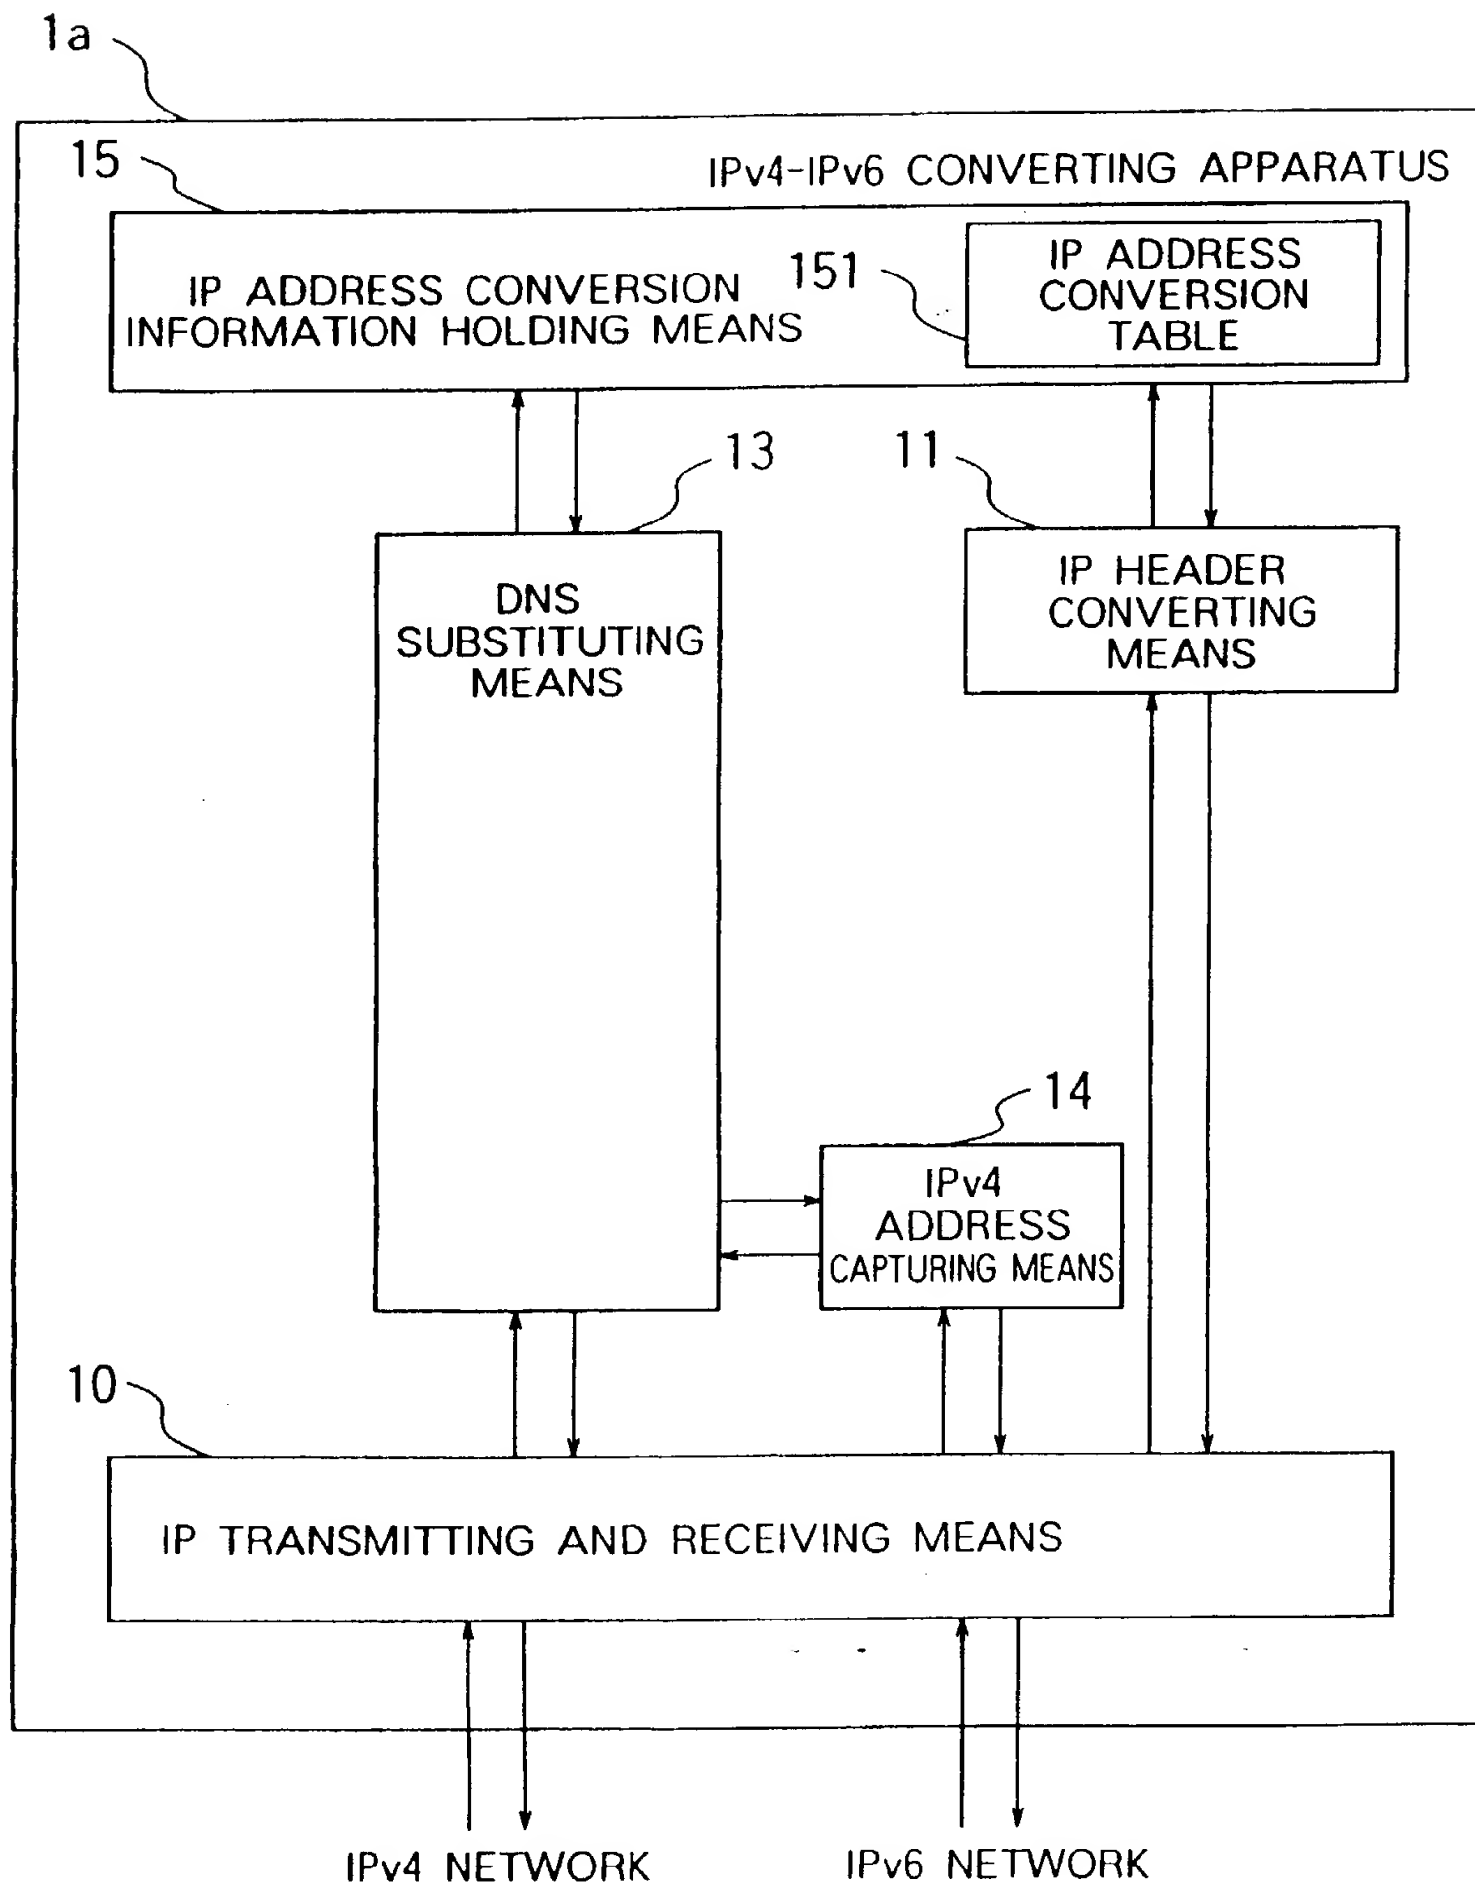 1a
IPv4-IPv6 CONVERTING APPARATUS
15
IP ADDRESS CONVERSION
INFORMATION HOLDING MEANS
151
IP ADDRESS
CONVERSION
TABLE
13
11
DNS
SUBSTITUTING
MEANS
IP HEADER
CONVERTING
MEANS
14
IPv4
ADDRESS
CAPTURING MEANS
10
IP TRANSMITTING AND RECEIVING MEANS
IPv4 NETWORK
IPv6 NETWORK